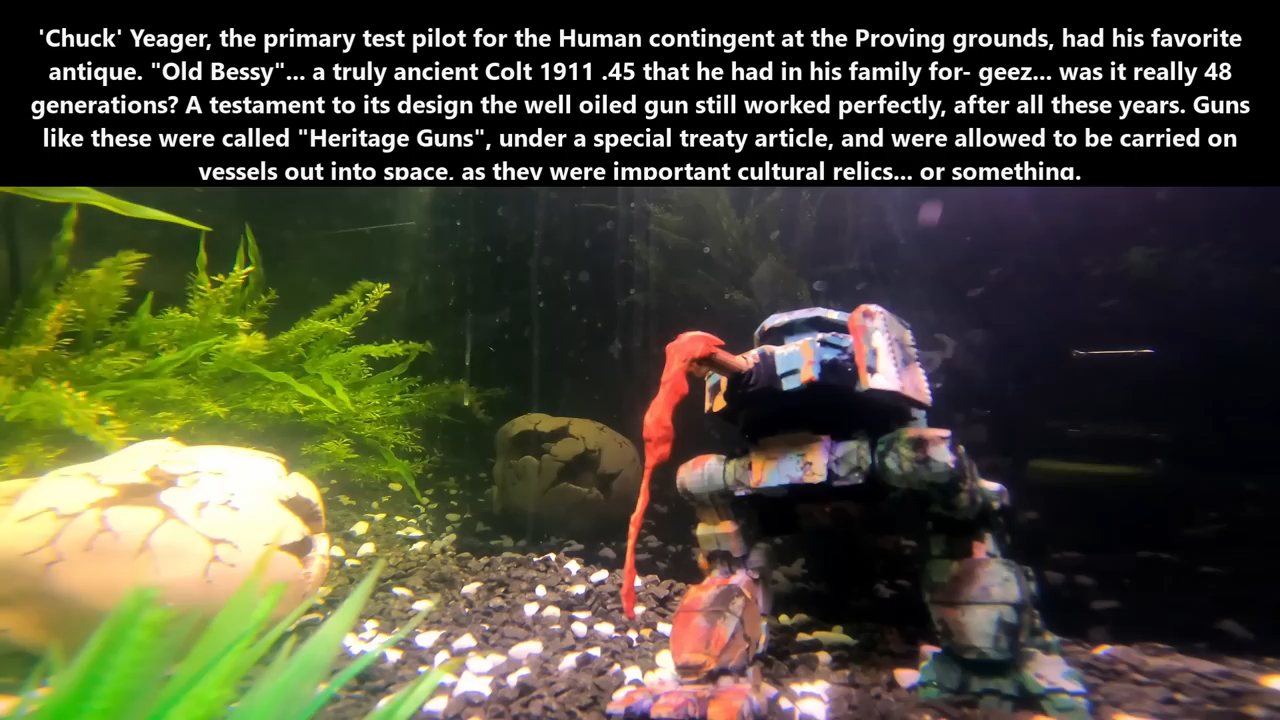 'Chuck' Yeager, the primary test pilot for the Human contingent at the Proving grounds, had his favorite
antique. "Old Bessy"... a truly ancient Colt 1911 .45 that he had in his family for- geez... was it really 48
generations? A testament to its design the well oiled gun still worked perfectly, after all these years. Guns
like these were called "Heritage Guns", under a special treaty article, and were allowed to be carried on
vessels out into space, as they were important cultural relics... or something.